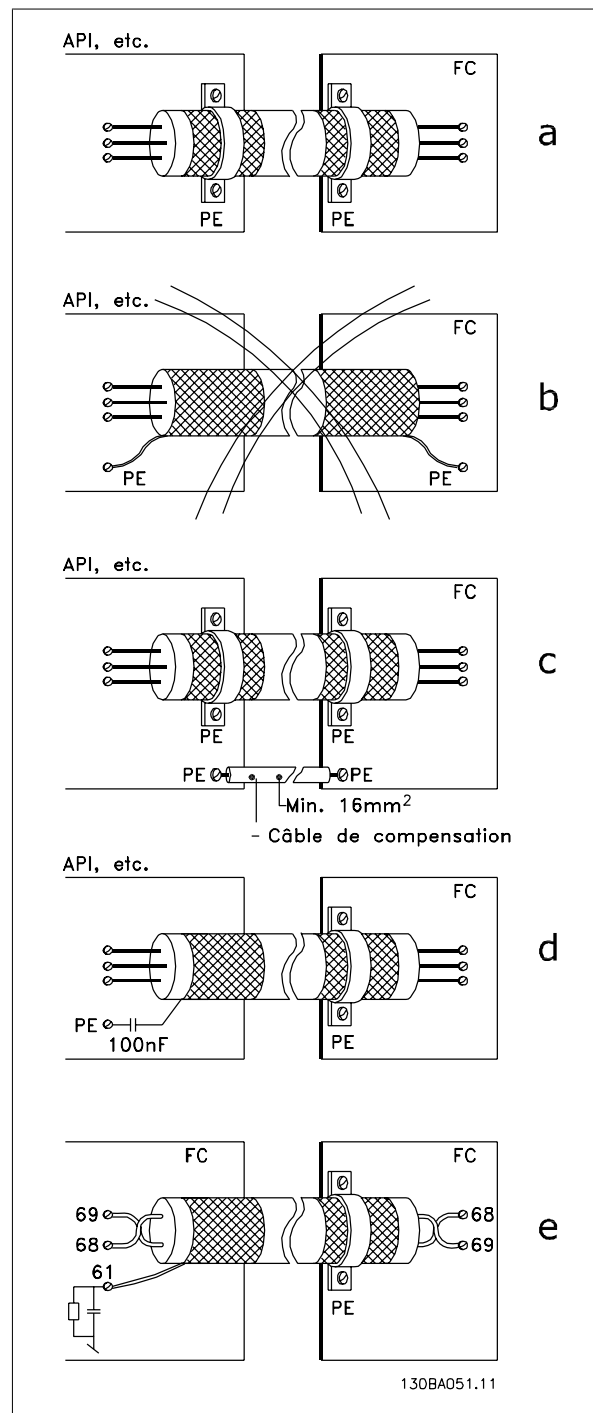 API, etc.
FC
a
PE
PE
API, etc.
FC
b
PE
PE
API, etc.
FC
c
PE
PE
PE
PE
Min. 16mm²
- Câble de compensation
API, etc.
FC
d
PE
100nF
PE
FC
FC
e
69
68
68
69
61
PE
130BA051.11